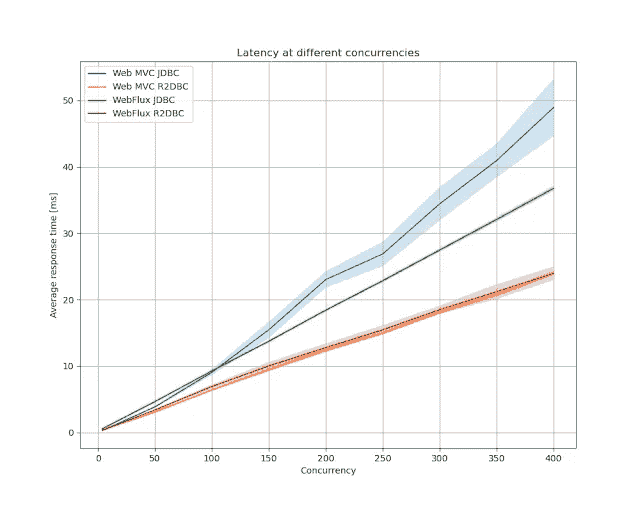 Latency at different concurrencies
Web MVC JDBC
Web MVC R2DBC
WebFlux JDBC
WebFlux R2DBC
50
40
30
20
10
0
Average response time [ms]
0 50 100 150 200 250 300 350 400
Concurrency